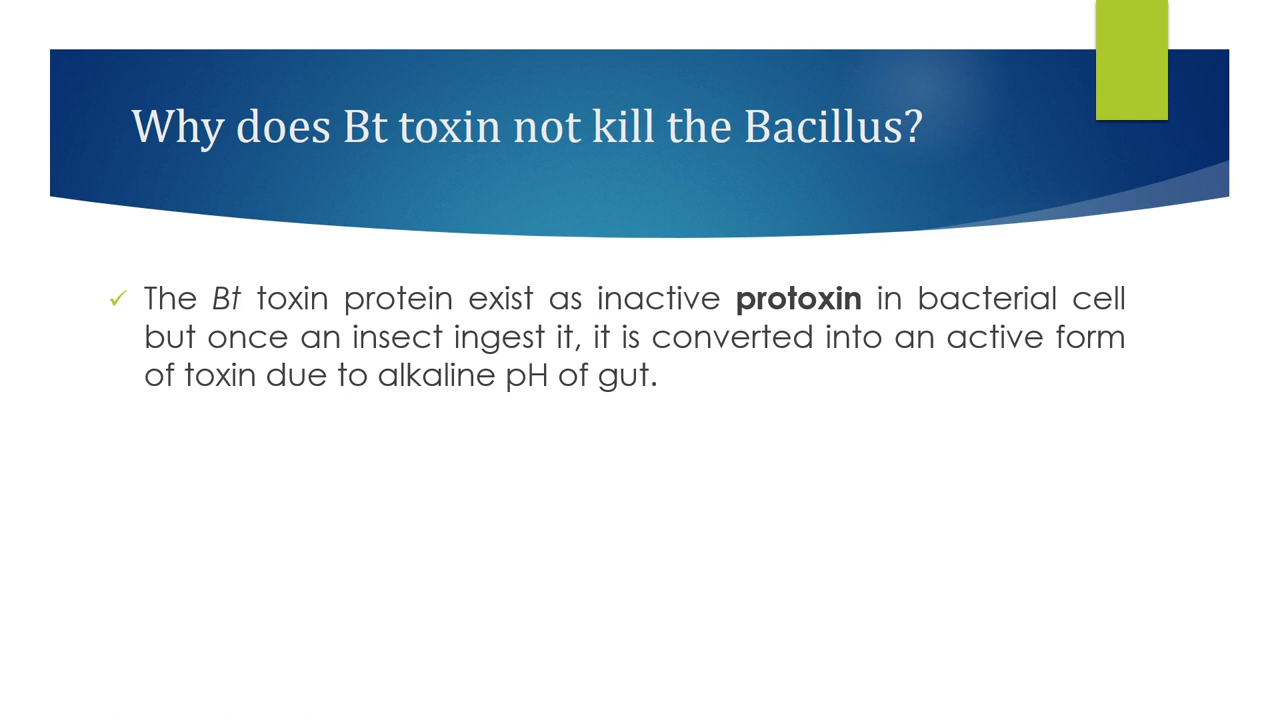 Why does Bt toxin not kill the Bacillus?
✓ The Bt toxin protein exist as inactive protoxin in bacterial cell
but once an insect ingest it, it is converted into an active form
of toxin due to alkaline pH of gut.